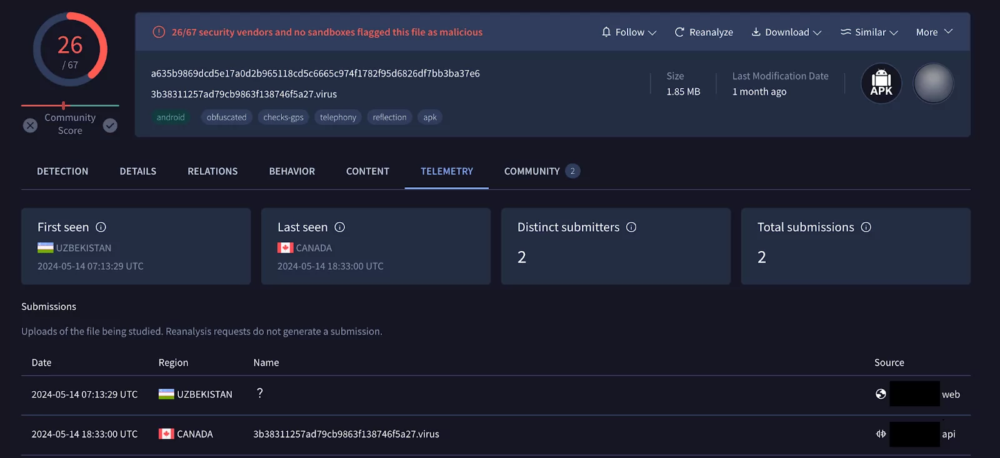 26
/ 67
Community
Score
26/67 security vendors and no sandboxes flagged this file as malicious
Follow
Reanalyze
Download
Similar
More
a635b9869dcd5e17a0d2b965118cd5c6665c974f1782f95d6826df7bb3ba37e6
3b38311257ad79cb9863f138746f5a27.virus
android
obfuscated
checks-gps
telephony
reflection
apk
Size
1.85 MB
Last Modification Date
1 month ago
APK
DETECTION
DETAILS
RELATIONS
BEHAVIOR
CONTENT
TELEMETRY
COMMUNITY 2
First seen
UZBEKISTAN
2024-05-14 07:13:29 UTC
Last seen
CANADA
2024-05-14 18:33:00 UTC
Distinct submitters
2
Total submissions
2
Submissions
Uploads of the file being studied. Reanalysis requests do not generate a submission.
Date Region Name Source
2024-05-14 07:13:29 UTC UZBEKISTAN ? web
2024-05-14 18:33:00 UTC CANADA 3b38311257ad79cb9863f138746f5a27.virus api